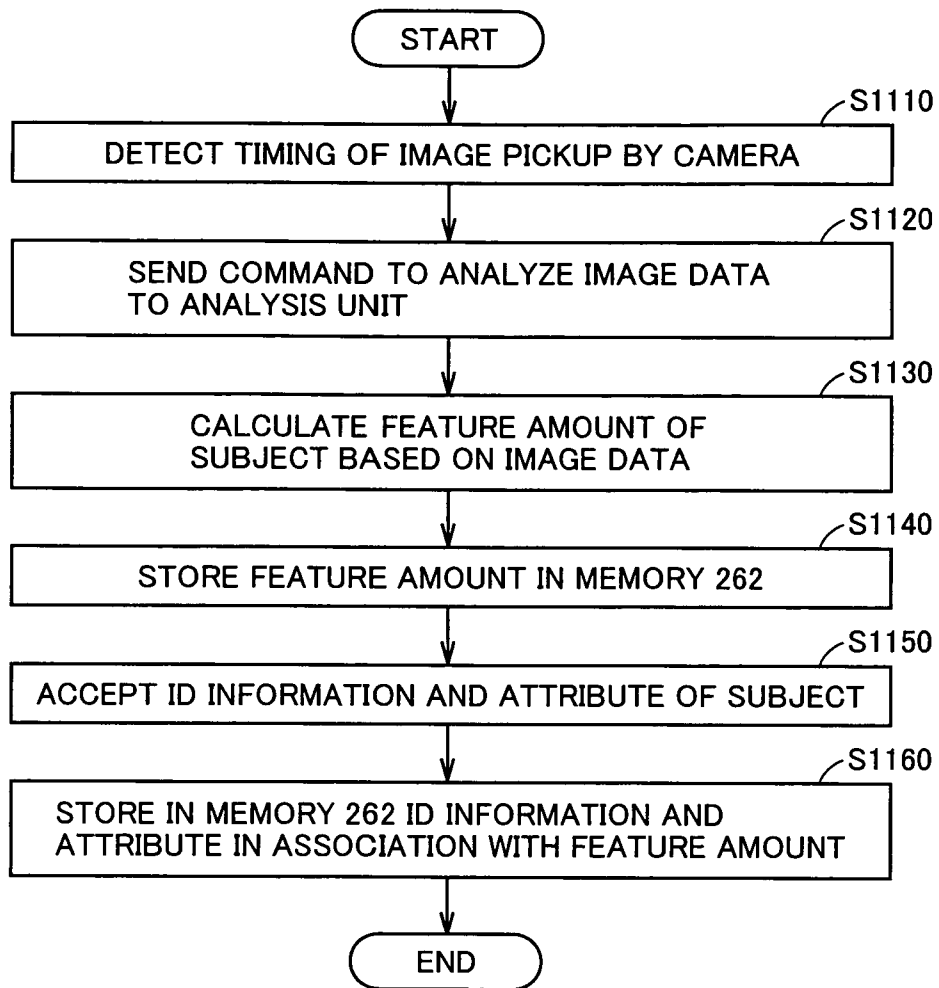 START
S1110
DETECT TIMING OF IMAGE PICKUP BY CAMERA
S1120
SEND COMMAND TO ANALYZE IMAGE DATA
TO ANALYSIS UNIT
S1130
CALCULATE FEATURE AMOUNT OF
SUBJECT BASED ON IMAGE DATA
S1140
STORE FEATURE AMOUNT IN MEMORY 262
S1150
ACCEPT ID INFORMATION AND ATTRIBUTE OF SUBJECT
S1160
STORE IN MEMORY 262 ID INFORMATION AND
ATTRIBUTE IN ASSOCIATION WITH FEATURE AMOUNT
END